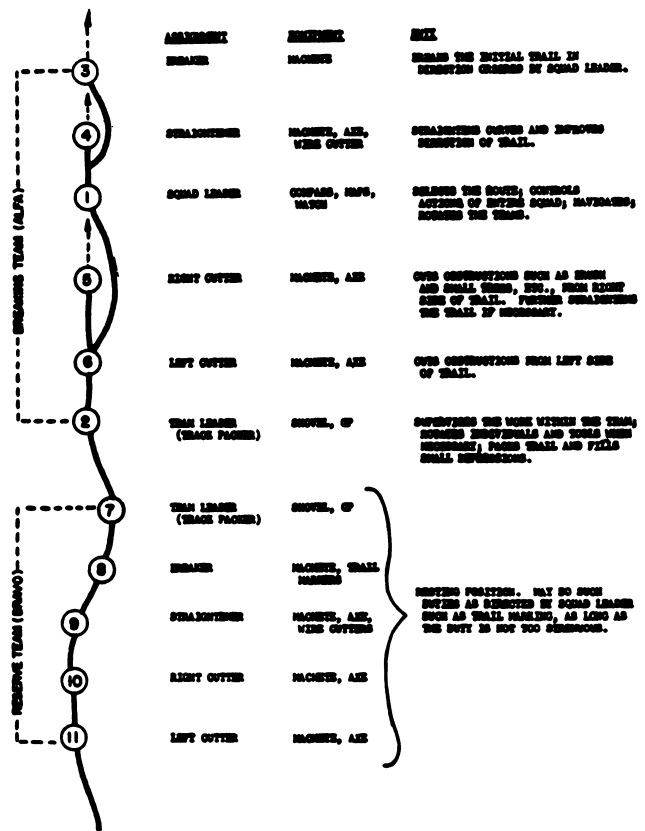 ASSIGNMENT EQUIPMENT DUTY
3 BREAKER MACHETE BREAKS THE INITIAL TRAIL IN
DIRECTION ORDERED BY SQUAD LEADER.
4 STRAIGHTENER MACHETE, AXE, STRAIGHTENS CURVES AND IMPROVES
WIRE CUTTER DIRECTION OF TRAIL.
1 SQUAD LEADER COMPASS, MAPS, SELECTS THE ROUTE; CONTROLS
WATCH ACTIONS OF ENTIRE SQUAD; NAVIGATES;
ROTATES THE TEAMS.
BREAKING TEAM (ALFA)
5 RIGHT CUTTER MACHETE, AXE CUTS OBSTRUCTIONS SUCH AS BRUSH
AND SMALL TREES, ETC., FROM RIGHT
SIDE OF TRAIL. FURTHER STRAIGHTENS
THE TRAIL IF NECESSARY.
6 LEFT CUTTER MACHETE, AXE CUTS OBSTRUCTIONS FROM LEFT SIDE
OF TRAIL.
2 TEAM LEADER SHOVEL, SUPERVISES THE WORK WITHIN THE TEAM;
(TRACE PACKER) ROTATES INDIVIDUALS AND TOOLS WHEN
NECESSARY; PACKS TRAIL AND FILLS
SMALL DEPRESSIONS.
7 TEAM LEADER SHOVEL,
(TRACE PACKER)
8 BREAKER MACHETE, TRAIL
MARKERS
RESERVE TEAM (BRAVO)
RESTING POSITION. MAY DO SUCH
DUTIES AS DIRECTED BY SQUAD LEADER
SUCH AS TRAIL MARKING, AS LONG AS
THE DUTY IS NOT TOO STRENUOUS.
9 STRAIGHTENER MACHETE, AXE,
WIRE CUTTERS
10 RIGHT CUTTER MACHETE, AXE
11 LEFT CUTTER MACHETE, AXE